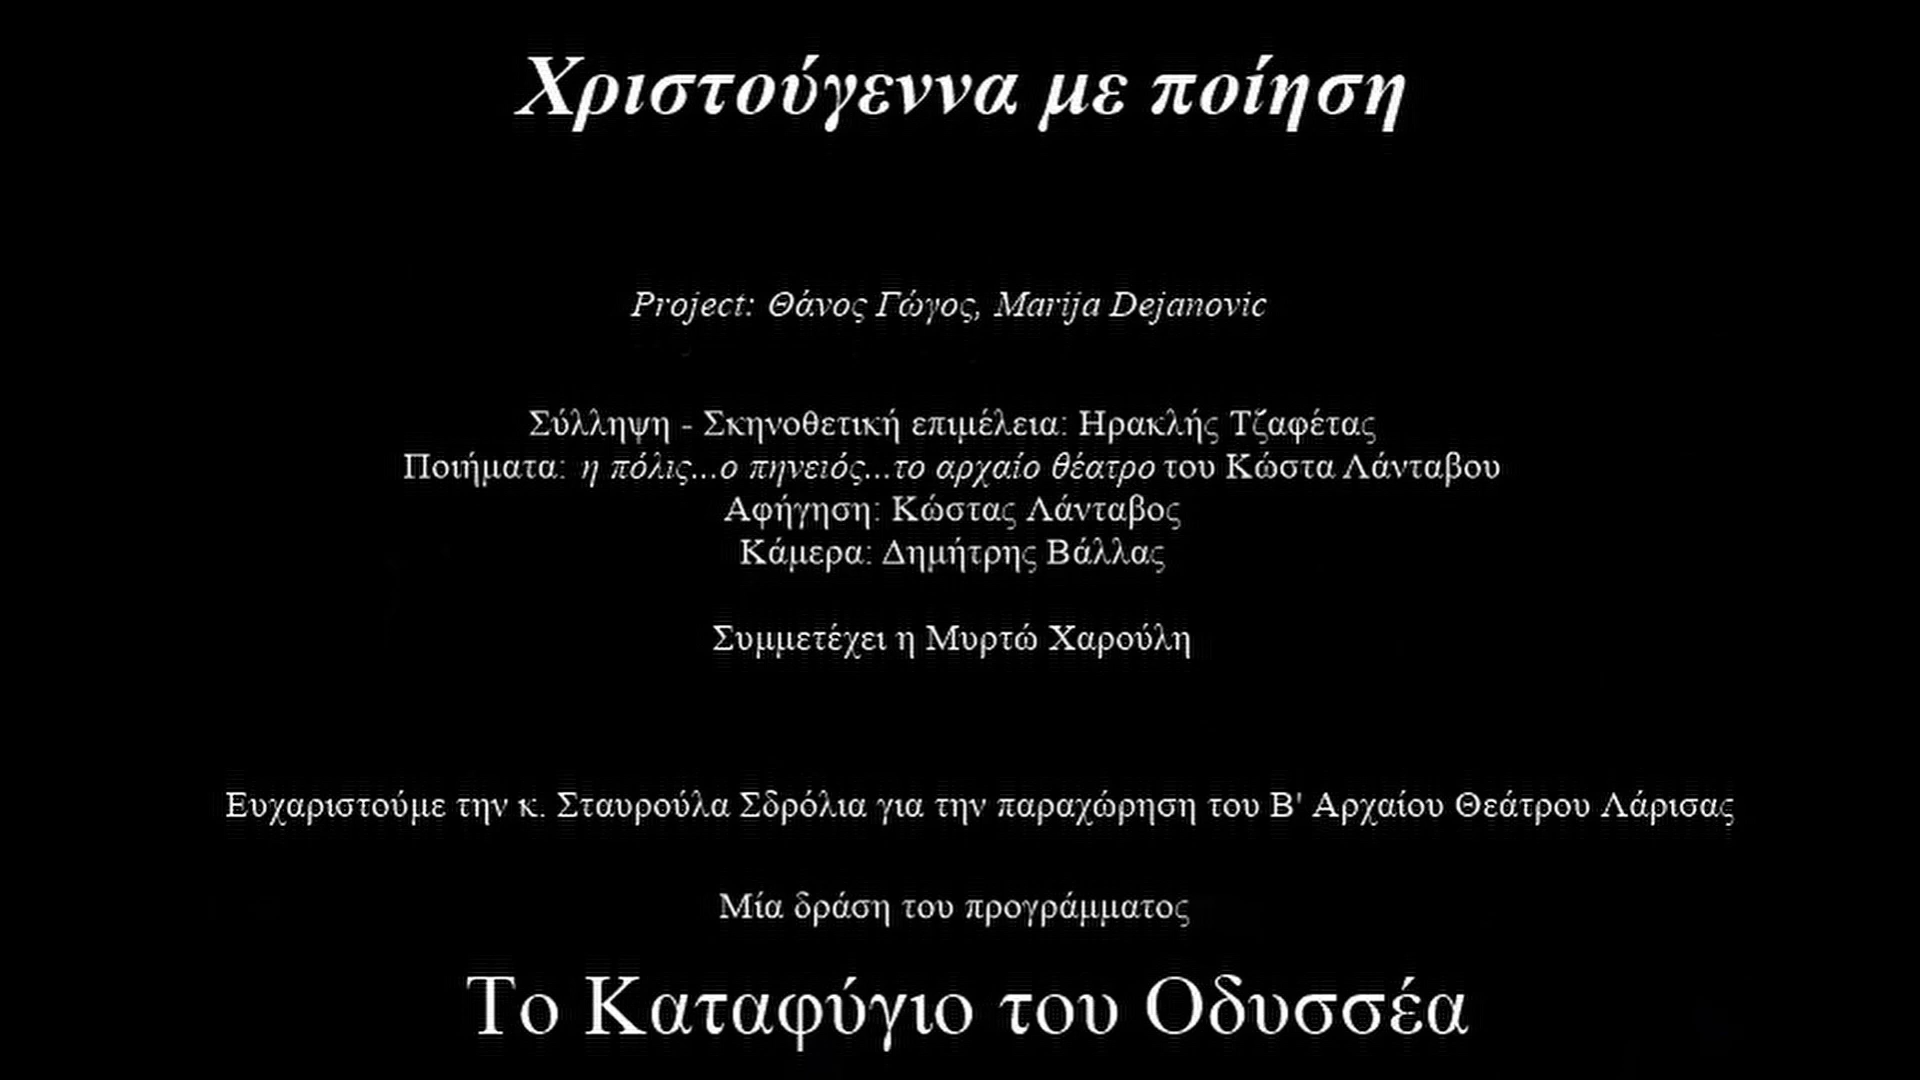 Χριστούγεννα με ποίηση
Project: Θάνος Γώγος, Marija Dejanovic
Σύλληψη - Σκηνοθετική επιμέλεια: Ηρακλής Τζαφέτας
Ποιήματα: η πόλις...ο πηνειός...το αρχαίο θέατρο του Κώστα Λάνταβου
Αφήγηση: Κώστας Λάνταβος
Κάμερα: Δημήτρης Βάλλας
Συμμετέχει η Μυρτώ Χαρούλη
Ευχαριστούμε την κ. Σταυρούλα Σδρόλια για την παραχώρηση του Β' Αρχαίου Θεάτρου Λάρισας
Μία δράση του προγράμματος
Το Καταφύγιο του Οδυσσέα